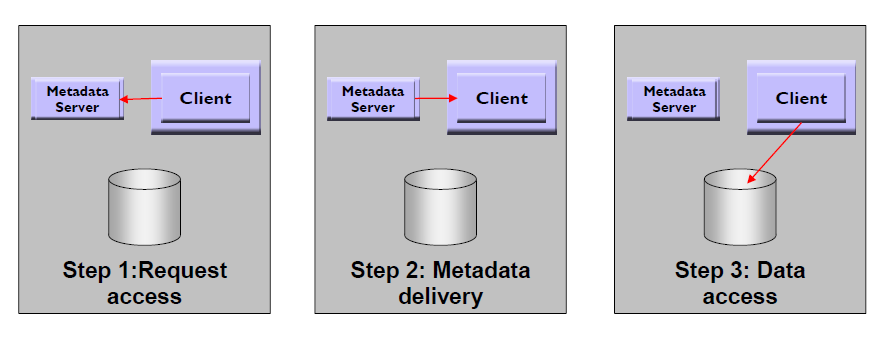 Metadata
Server
Client
Step 1:Request
access
Metadata
Server
Client
Step 2: Metadata
delivery
Metadata
Server
Client
Step 3: Data
access